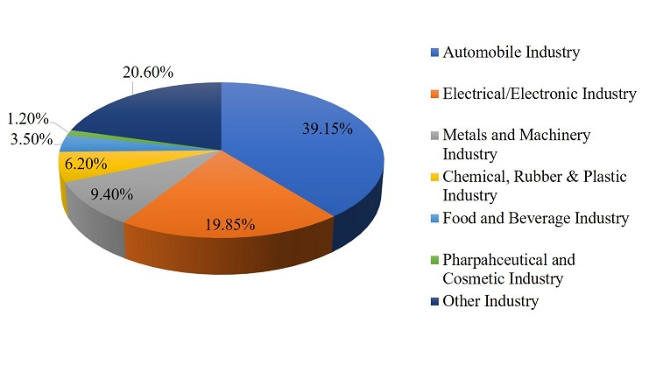 20.60%
1.20%
3.50%
6.20%
9.40%
19.85%
39.15%
Automobile Industry
Electrical/Electronic Industry
Metals and Machinery
Industry
Chemical, Rubber & Plastic
Industry
Food and Beverage Industry
Pharpahceutical and
Cosmetic Industry
Other Industry